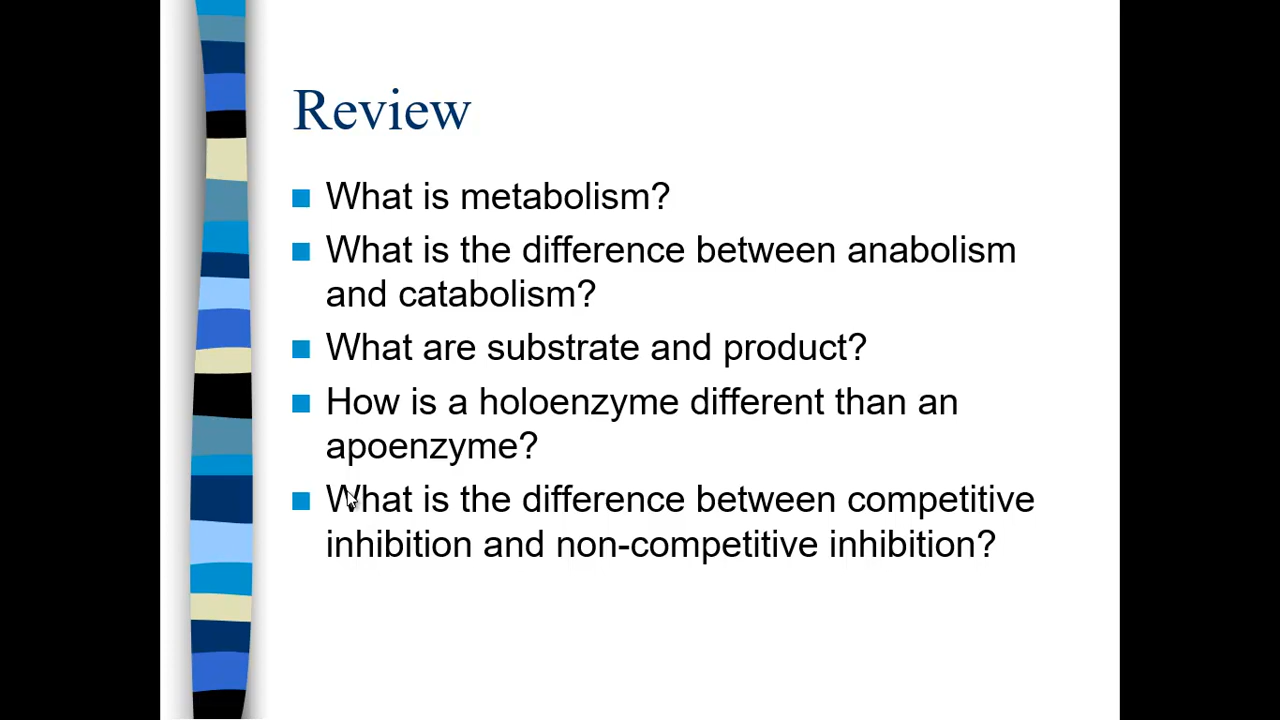 Review
What is metabolism?
What is the difference between anabolism
and catabolism?
What are substrate and product?
How is a holoenzyme different than an
apoenzyme?
What is the difference between competitive
inhibition and non-competitive inhibition?